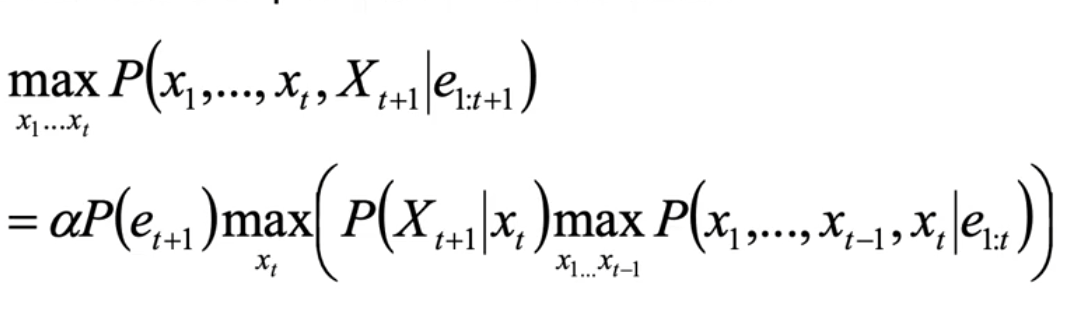 max P(x₁,..., xₜ, Xₜ₊₁|e₁:ₜ₊₁)
x₁...xₜ
= αP(eₜ₊₁)max( P(Xₜ₊₁|xₜ)max P(x₁,..., xₜ₋₁, xₜ|e₁:ₜ))
xₜ x₁...xₜ₋₁